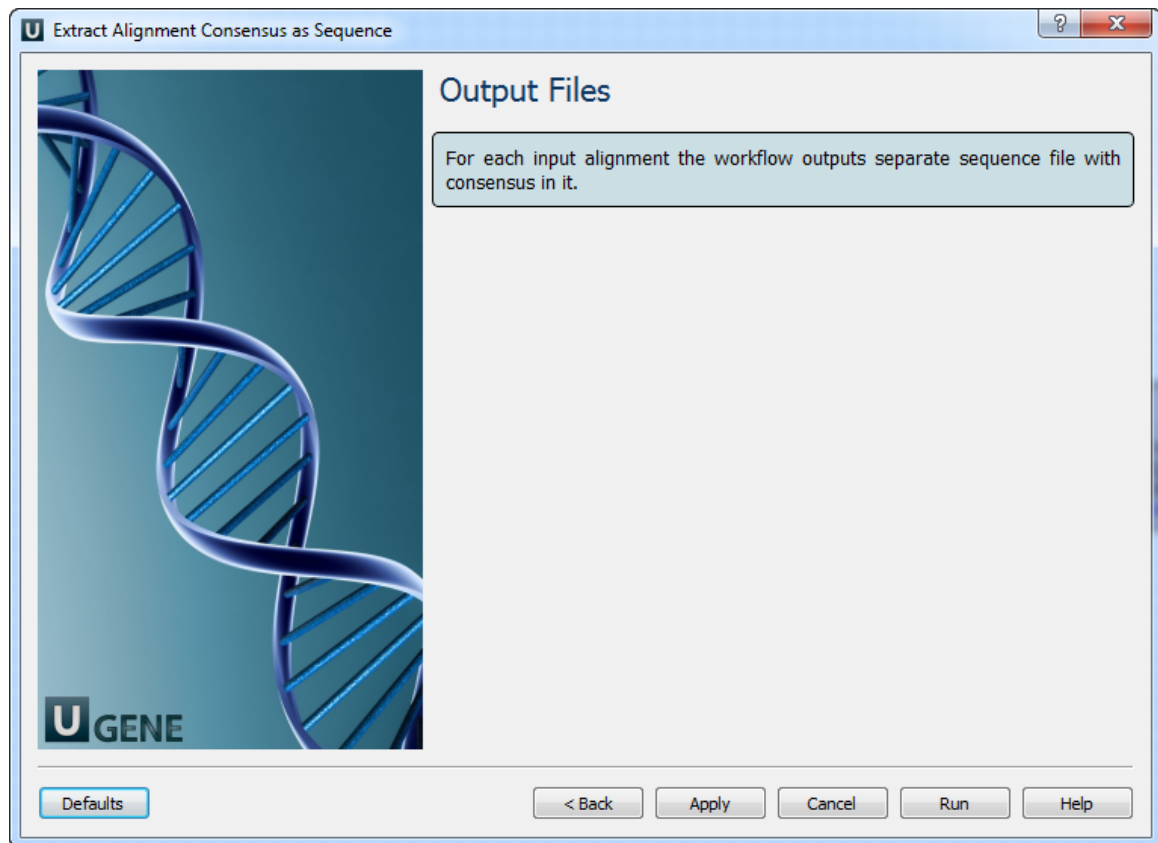 U Extract Alignment Consensus as Sequence
? X
Output Files
For each input alignment the workflow outputs separate sequence file with
consensus in it.
U GENE
Defaults < Back Apply Cancel Run Help